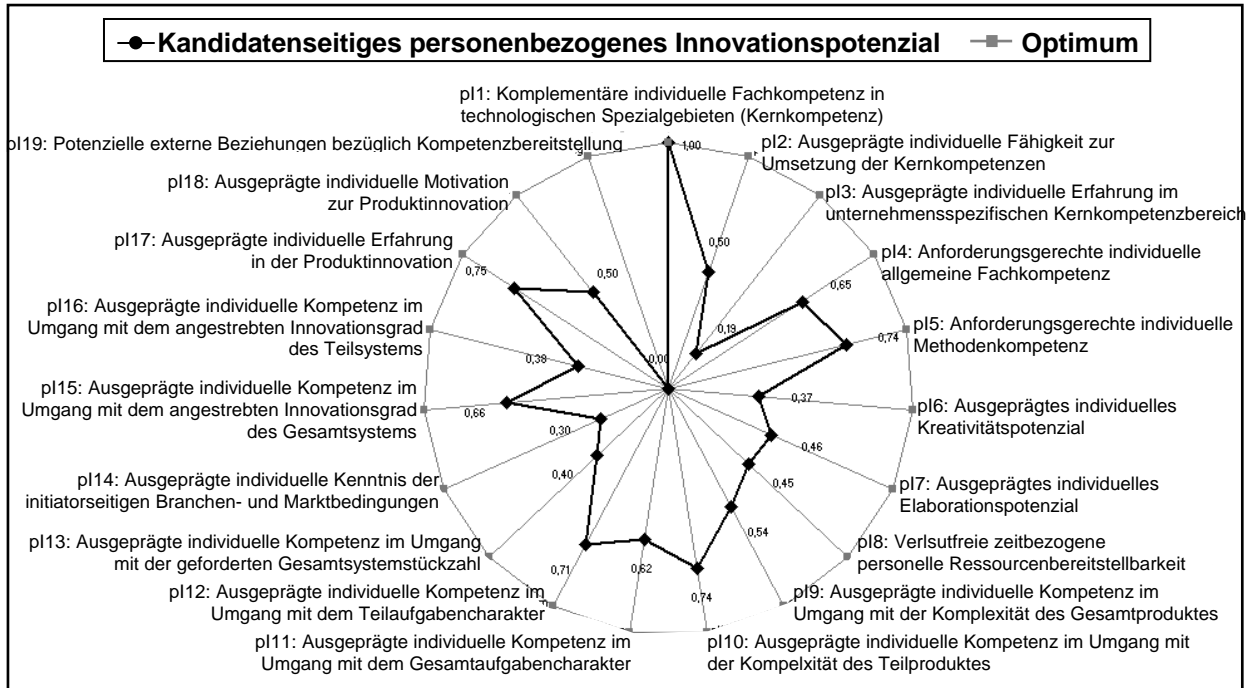 Kandidatenseitiges personenbezogenes Innovationspotenzial Optimum
pI1: Komplementäre individuelle Fachkompetenz in
technologischen Spezialgebieten (Kernkompetenz)
pI2: Ausgeprägte individuelle Fähigkeit zur
Umsetzung der Kernkompetenzen
pI3: Ausgeprägte individuelle Erfahrung im
unternehmensspezifischen Kernkompetenzbereich
pI4: Anforderungsgerechte individuelle
allgemeine Fachkompetenz
pI5: Anforderungsgerechte individuelle
Methodenkompetenz
pI6: Ausgeprägtes individuelles
Kreativitätspotenzial
pI7: Ausgeprägtes individuelles
Elaborationspotenzial
pI8: Verlsutfreie zeitbezogene
personelle Ressourcenbereitstellbarkeit
pI9: Ausgeprägte individuelle Kompetenz im
Umgang mit der Komplexität des Gesamtproduktes
pI10: Ausgeprägte individuelle Kompetenz im Umgang mit
der Kompelxität des Teilproduktes
pI11: Ausgeprägte individuelle Kompetenz im
Umgang mit dem Gesamtaufgabencharakter
pI12: Ausgeprägte individuelle Kompetenz im
Umgang mit dem Teilaufgabencharakter
pI13: Ausgeprägte individuelle Kompetenz im Umgang
mit der geforderten Gesamtsystemstückzahl
pI14: Ausgeprägte individuelle Kenntnis der
initiatorseitigen Branchen- und Marktbedingungen
pI15: Ausgeprägte individuelle Kompetenz im
Umgang mit dem angestrebten Innovationsgrad
des Gesamtsystems
pI16: Ausgeprägte individuelle Kompetenz im
Umgang mit dem angestrebten Innovationsgrad
des Teilsystems
pI17: Ausgeprägte individuelle Erfahrung
in der Produktinnovation
pI18: Ausgeprägte individuelle Motivation
zur Produktinnovation
pI19: Potenzielle externe Beziehungen bezüglich Kompetenzbereitstellung
1,00
0,50
0,19
0,65
0,74
0,37
0,46
0,45
0,54
0,74
0,62
0,71
0,40
0,30
0,66
0,38
0,75
0,50
0,00